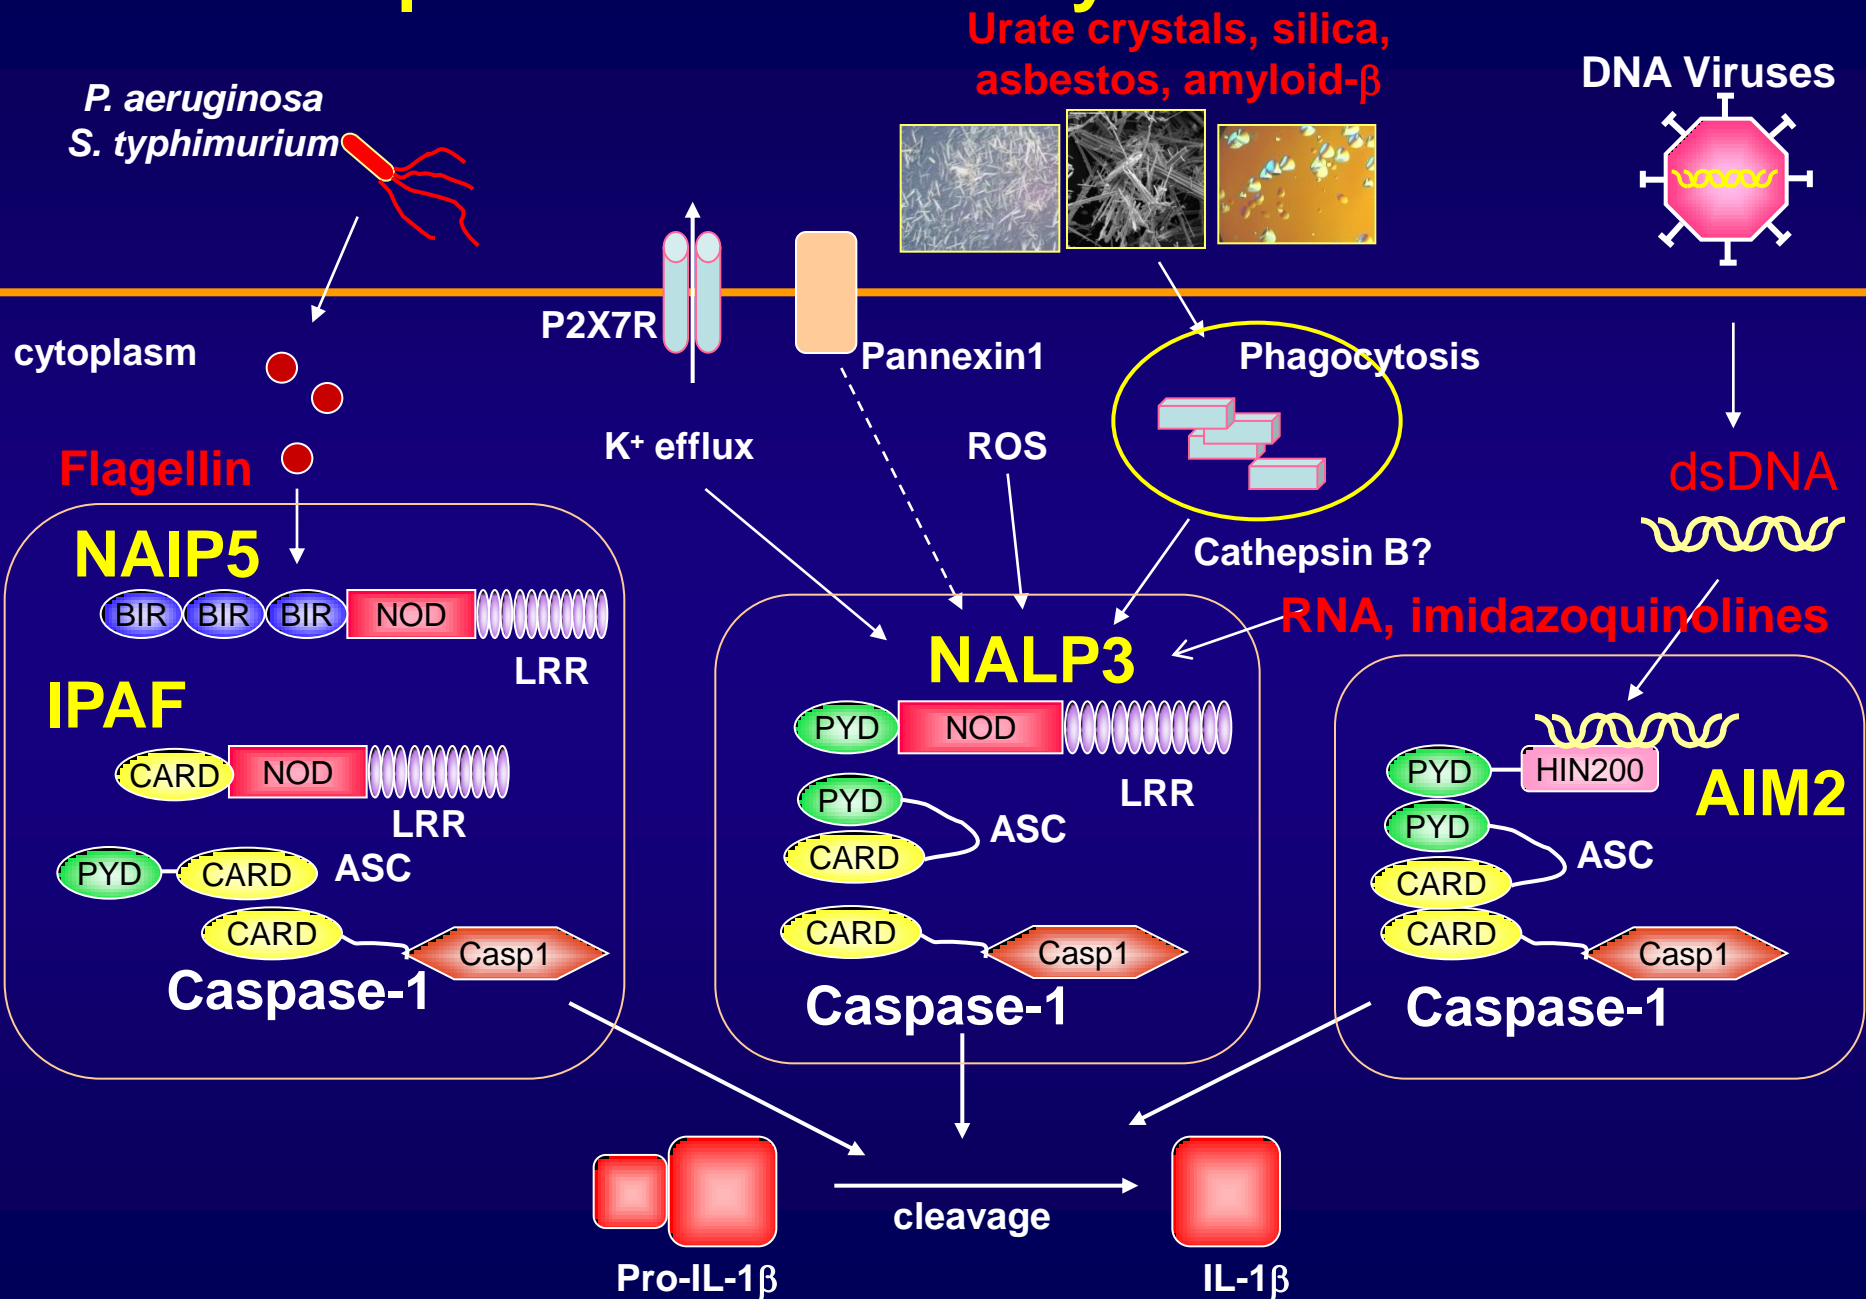 Urate crystals, silica,
asbestos, amyloid-β
DNA Viruses
P. aeruginosa
S. typhimurium
P2X7R
cytoplasm
Pannexin1
Phagocytosis
K+ efflux
ROS
Flagellin
dsDNA
NAIP5
Cathepsin B?
BIR BIR BIR NOD
LRR
RNA, imidazoquinolines
NALP3
IPAF
PYD NOD
LRR
CARD NOD
LRR
PYD HIN200
AIM2
PYD
ASC
CARD
PYD
ASC
CARD
PYD CARD ASC
CARD
Casp1
Caspase-1
CARD
Casp1
Caspase-1
CARD
Casp1
Caspase-1
cleavage
Pro-IL-1β
IL-1β